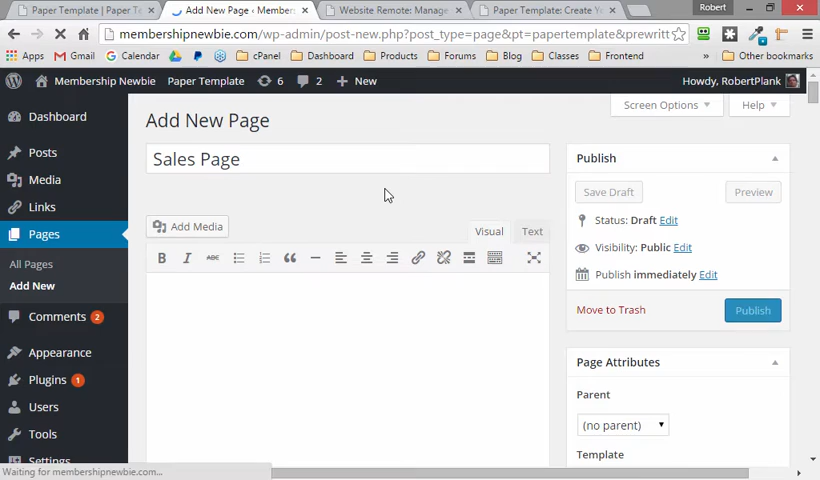 Paper Template | Paper T
Add New Page ‹ Members
Website Remote: Manage
Paper Template: Create Yo
Robert
membershipnewbie.com/wp-admin/post-new.php?post_type=page&pt=papertemplate&prewritt
Apps Gmail Calendar cPanel Dashboard Products Forums Blog Classes Frontend Other bookmarks
Membership Newbie Paper Template 6 2 New Howdy, RobertPlank
Screen Options Help
Dashboard
Posts
Media
Links
Pages
All Pages
Add New
Comments 2
Appearance
Plugins 1
Users
Tools
Settings
Add New Page
Sales Page
Add Media
Visual Text
B I ABC
Publish
Save Draft Preview
Status: Draft Edit
Visibility: Public Edit
Publish immediately Edit
Move to Trash Publish
Page Attributes
Parent
(no parent)
Template
Waiting for membershipnewbie.com...